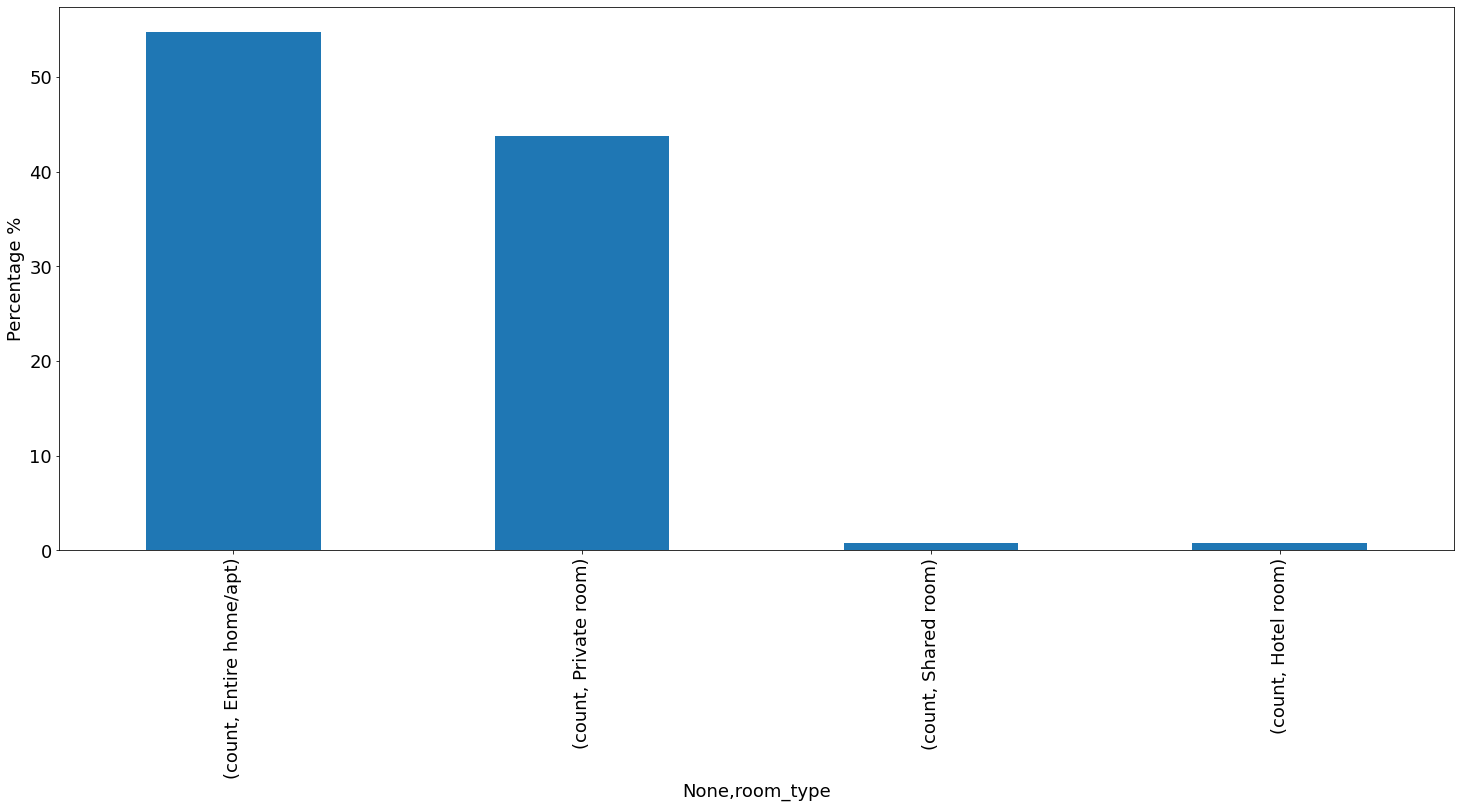 50
40
30
20
10
0
Percentage %
(count, Entire home/apt)
(count, Private room)
(count, Shared room)
(count, Hotel room)
None,room_type